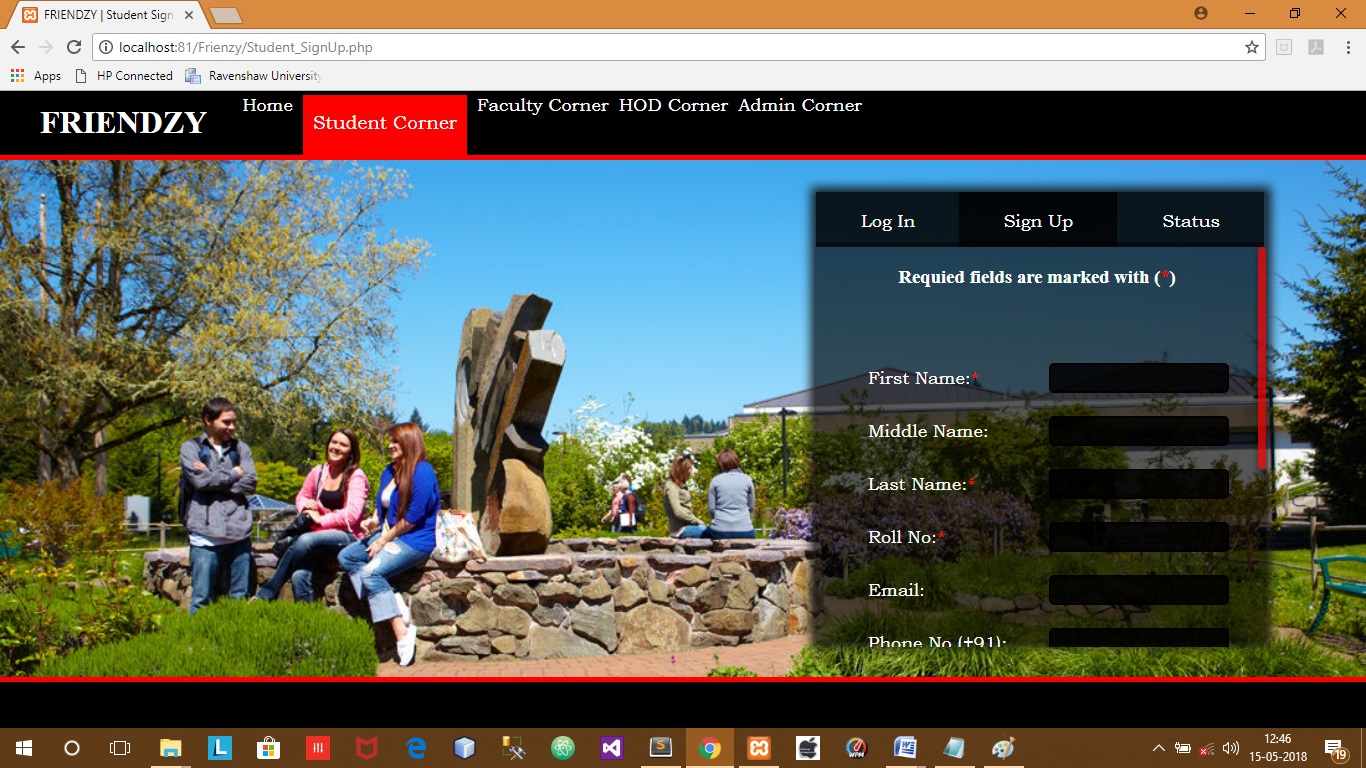 FRIENDZY | Student Sign
localhost:81/Frienzy/Student_SignUp.php
Apps HP Connected Ravenshaw University
FRIENDZY Home Student Corner Faculty Corner HOD Corner Admin Corner
Log In Sign Up Status
Requied fields are marked with (*)
First Name:*
Middle Name:
Last Name:*
Roll No:*
Email:
Phone No (+91):
12:46
15-05-2018
19
L
WPM
W
S